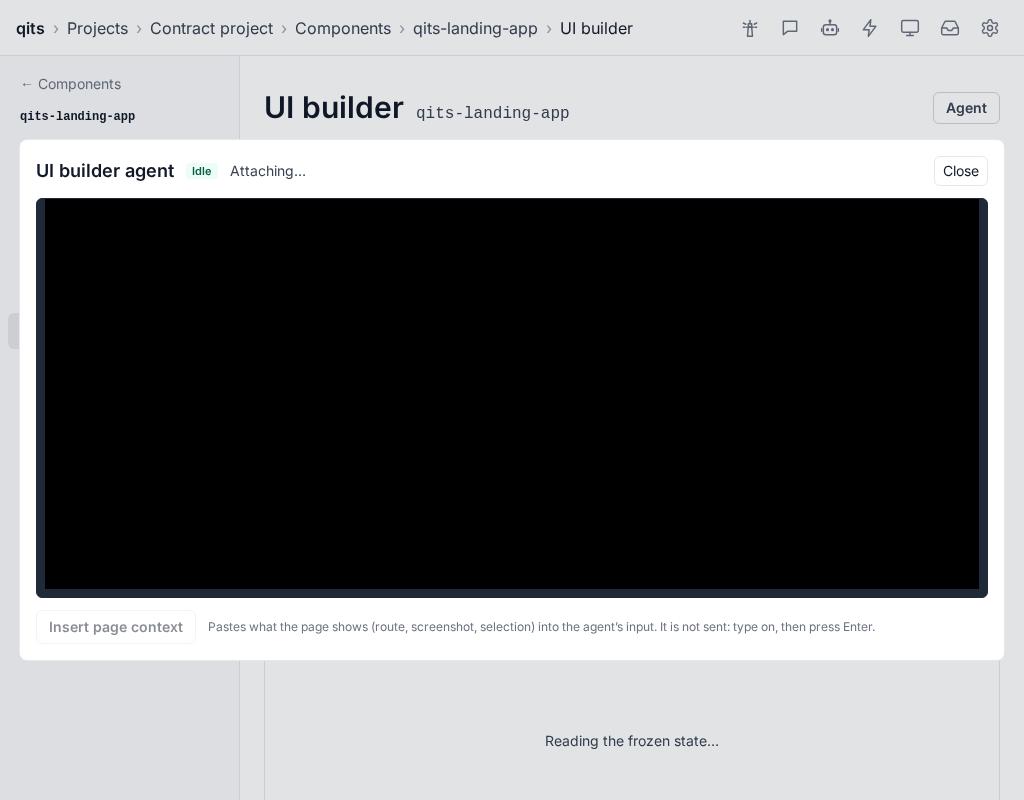 qits › Projects › Contract project › Components › qits-landing-app › UI builder
← Components
qits-landing-app
UI builder qits-landing-app
Agent
UI builder agent Idle Attaching…
Close
Insert page context
Pastes what the page shows (route, screenshot, selection) into the agent’s input. It is not sent: type on, then press Enter.
Reading the frozen state…